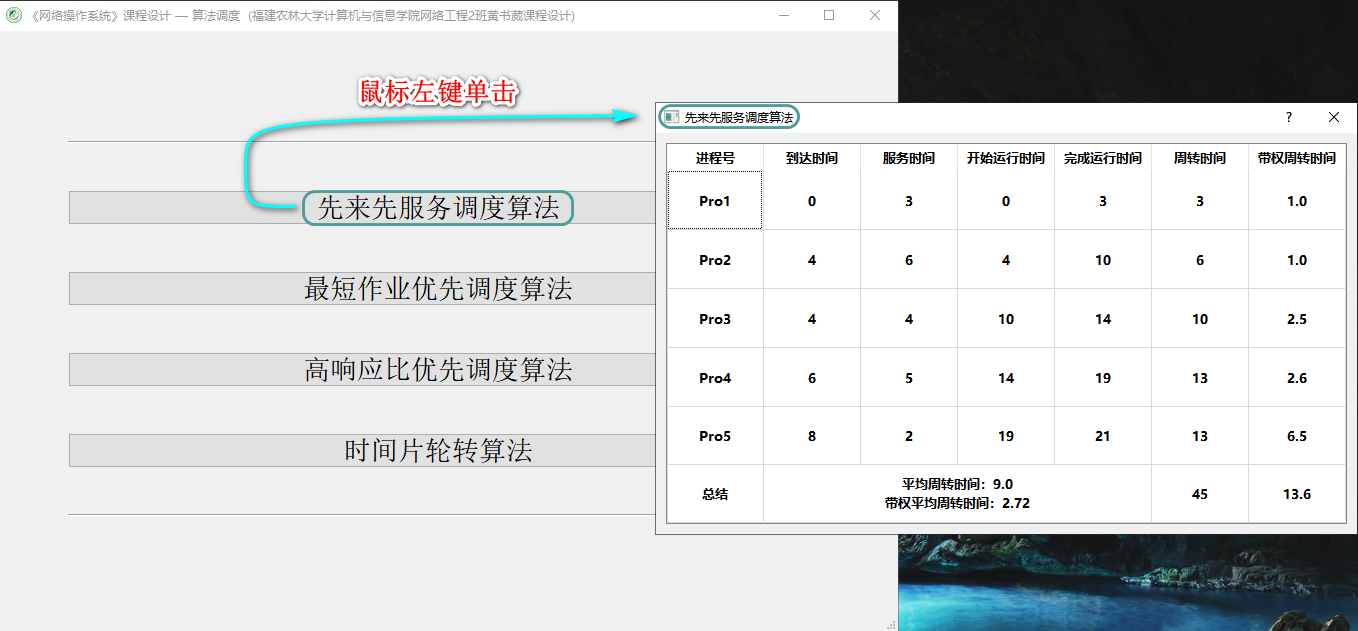 《网络操作系统》课程设计 — 算法调度（福建农林大学计算机与信息学院网络工程2班黄书葳课程设计）
鼠标左键单击
先来先服务调度算法
最短作业优先调度算法
高响应比优先调度算法
时间片轮转算法
先来先服务调度算法
?
进程号 到达时间 服务时间 开始运行时间 完成运行时间 周转时间 带权周转时间
Pro1 0 3 0 3 3 1.0
Pro2 4 6 4 10 6 1.0
Pro3 4 4 10 14 10 2.5
Pro4 6 5 14 19 13 2.6
Pro5 8 2 19 21 13 6.5
总结 平均周转时间：9.0 45 13.6
带权平均周转时间：2.72